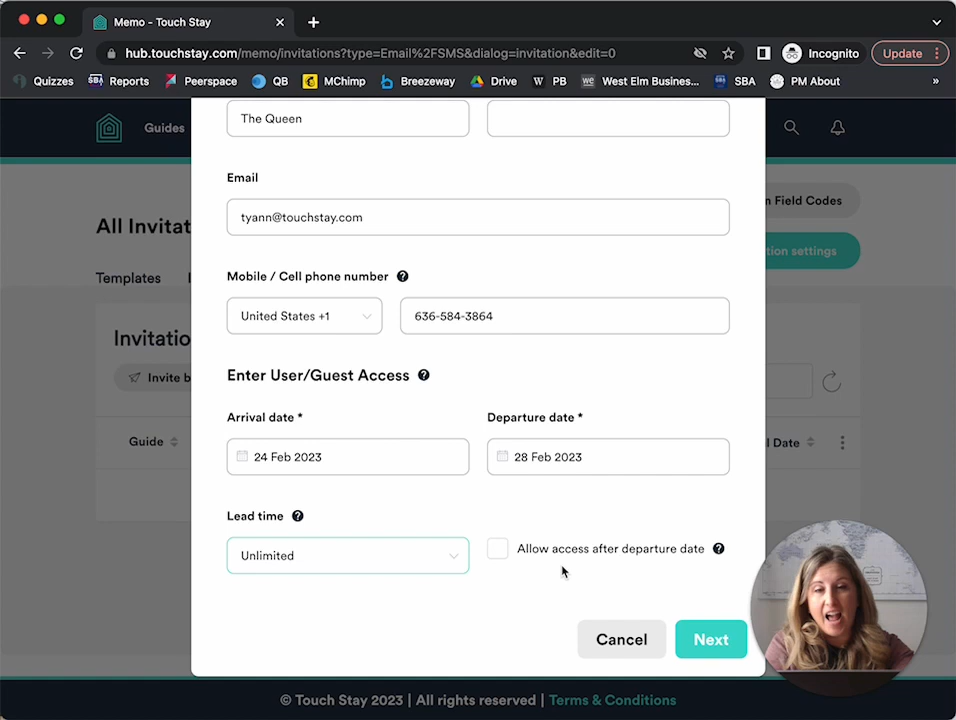 Memo - Touch Stay
hub.touchstay.com/memo/invitations?type=Email%2FSMS&dialog=invitation&edit=0
Incognito
Update
Quizzes
SBA Reports
Peerspace
QB
MChimp
Breezeway
Drive
W PB
we West Elm Busines...
SBA
PM About
»
Guides
The Queen
Email
n Field Codes
tyann@touchstay.com
All Invitat
tion settings
Templates
Mobile / Cell phone number ?
United States +1
636-584-3864
Invitatio
Invite b
Enter User/Guest Access ?
Arrival date *
Departure date *
Guide
l Date
24 Feb 2023
28 Feb 2023
Lead time ?
Unlimited
Allow access after departure date ?
Cancel
Next
© Touch Stay 2023 | All rights reserved | Terms & Conditions